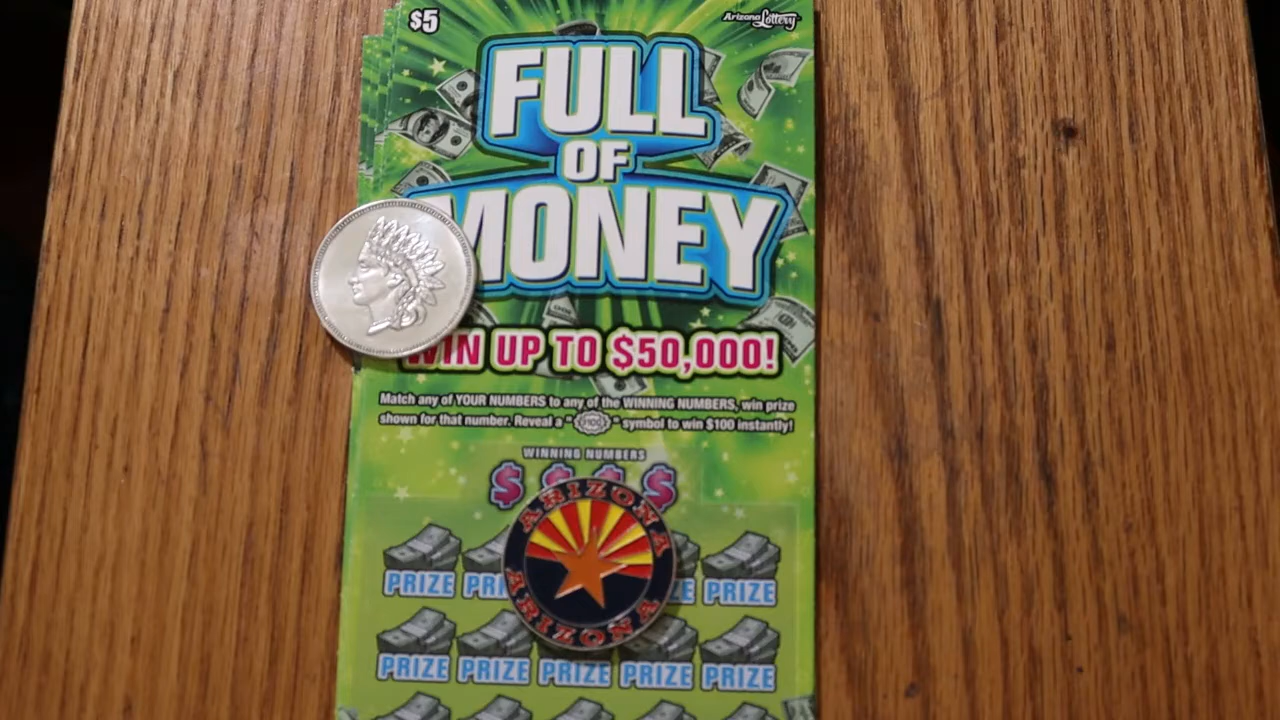 $5
Arizona Lottery
FULL
OF
MONEY
WIN UP TO $50,000!
Match any of YOUR NUMBERS to any of the WINNING NUMBERS, win prize
shown for that number. Reveal a " " symbol to win $100 instantly!
WINNING NUMBERS
$ $ $ $
ARIZONA
PRIZE PRI E PRIZE
ARIZONA
PRIZE PRIZE PRIZE PRIZE PRIZE